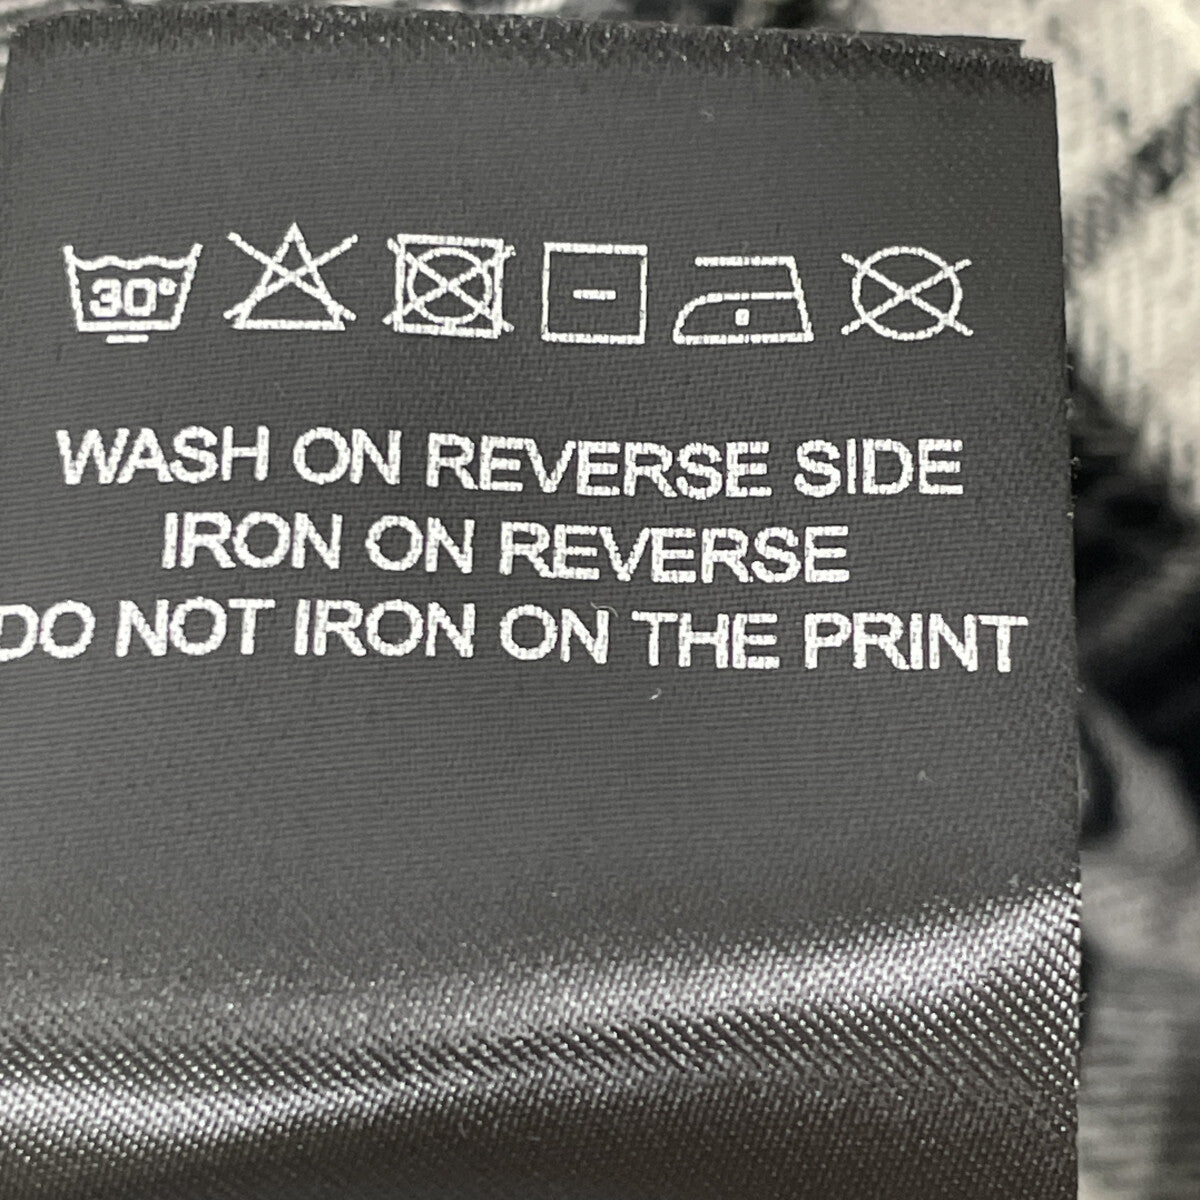 30°
WASH ON REVERSE SIDE
IRON ON REVERSE
DO NOT IRON ON THE PRINT